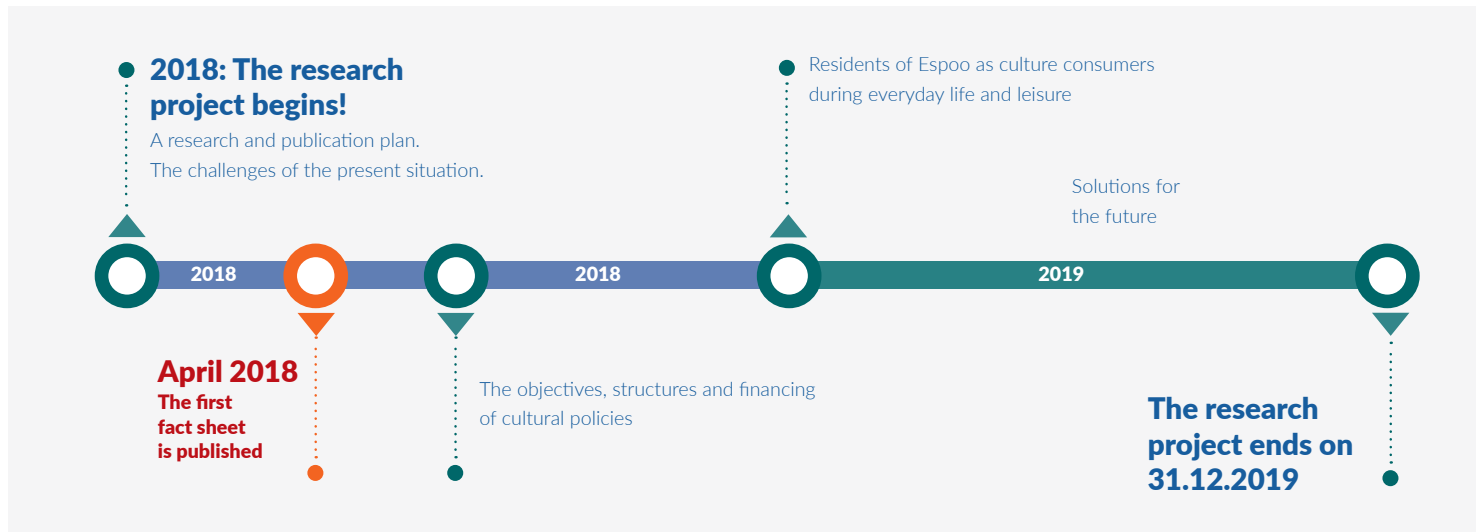 2018: The research
project begins!
A research and publication plan.
The challenges of the present situation.
Residents of Espoo as culture consumers
during everyday life and leisure
Solutions for
the future
2018
2018
2019
April 2018
The first
fact sheet
is published
The objectives, structures and financing
of cultural policies
The research
project ends on
31.12.2019